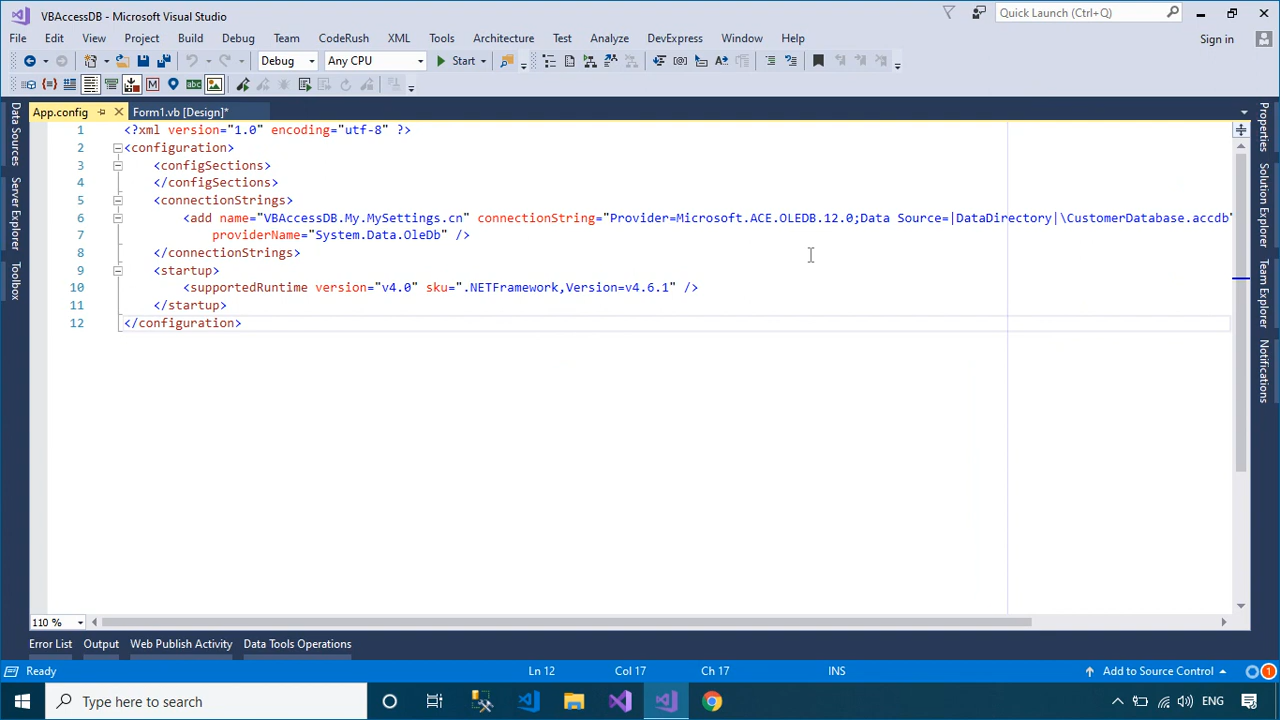 VBAccessDB - Microsoft Visual Studio
Quick Launch (Ctrl+Q)
File Edit View Project Build Debug Team CodeRush XML Tools Architecture Test Analyze DevExpress Window Help Sign in
Debug Any CPU Start
App.config Form1.vb [Design]*
Data Sources
Server Explorer
Toolbox
1 <?xml version="1.0" encoding="utf-8" ?>
2 <configuration>
3 <configSections>
4 </configSections>
5 <connectionStrings>
6 <add name="VBAccessDB.My.MySettings.cn" connectionString="Provider=Microsoft.ACE.OLEDB.12.0;Data Source=|DataDirectory|\CustomerDatabase.accdb"
7 providerName="System.Data.OleDb" />
8 </connectionStrings>
9 <startup>
10 <supportedRuntime version="v4.0" sku=".NETFramework,Version=v4.6.1" />
11 </startup>
12 </configuration>
Properties
Solution Explorer
Team Explorer
Notifications
110 %
Error List Output Web Publish Activity Data Tools Operations
Ready Ln 12 Col 17 Ch 17 INS Add to Source Control 1
Type here to search ENG